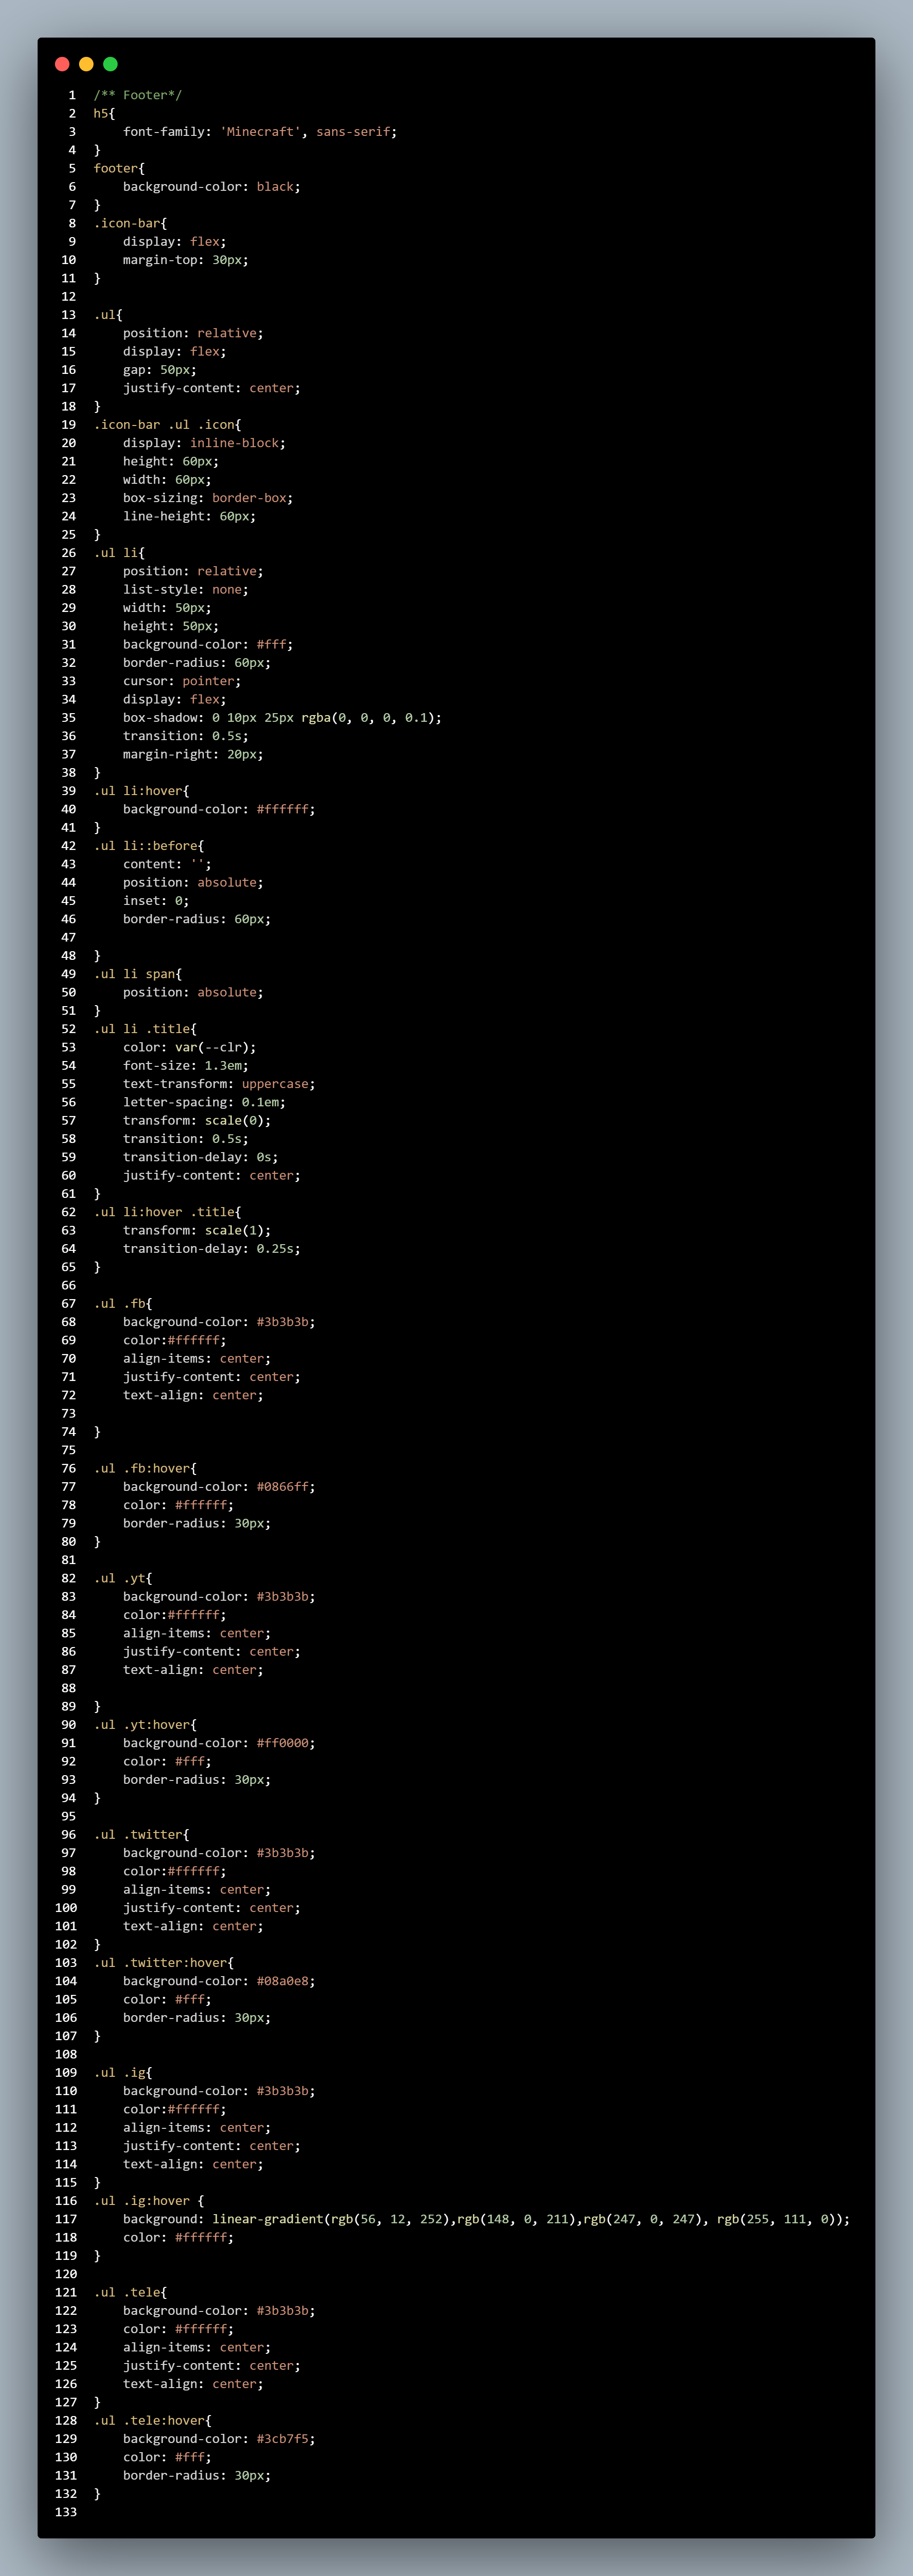 1 /** Footer*/
2 h5{
3     font-family: 'Minecraft', sans-serif;
4 }
5 footer{
6     background-color: black;
7 }
8 .icon-bar{
9     display: flex;
10     margin-top: 30px;
11 }
12
13 .ul{
14     position: relative;
15     display: flex;
16     gap: 50px;
17     justify-content: center;
18 }
19 .icon-bar .ul .icon{
20     display: inline-block;
21     height: 60px;
22     width: 60px;
23     box-sizing: border-box;
24     line-height: 60px;
25 }
26 .ul li{
27     position: relative;
28     list-style: none;
29     width: 50px;
30     height: 50px;
31     background-color: #fff;
32     border-radius: 60px;
33     cursor: pointer;
34     display: flex;
35     box-shadow: 0 10px 25px rgba(0, 0, 0, 0.1);
36     transition: 0.5s;
37     margin-right: 20px;
38 }
39 .ul li:hover{
40     background-color: #ffffff;
41 }
42 .ul li::before{
43     content: '';
44     position: absolute;
45     inset: 0;
46     border-radius: 60px;
47
48 }
49 .ul li span{
50     position: absolute;
51 }
52 .ul li .title{
53     color: var(--clr);
54     font-size: 1.3em;
55     text-transform: uppercase;
56     letter-spacing: 0.1em;
57     transform: scale(0);
58     transition: 0.5s;
59     transition-delay: 0s;
60     justify-content: center;
61 }
62 .ul li:hover .title{
63     transform: scale(1);
64     transition-delay: 0.25s;
65 }
66
67 .ul .fb{
68     background-color: #3b3b3b;
69     color:#ffffff;
70     align-items: center;
71     justify-content: center;
72     text-align: center;
73
74 }
75
76 .ul .fb:hover{
77     background-color: #0866ff;
78     color: #ffffff;
79     border-radius: 30px;
80 }
81
82 .ul .yt{
83     background-color: #3b3b3b;
84     color:#ffffff;
85     align-items: center;
86     justify-content: center;
87     text-align: center;
88
89 }
90 .ul .yt:hover{
91     background-color: #ff0000;
92     color: #fff;
93     border-radius: 30px;
94 }
95
96 .ul .twitter{
97     background-color: #3b3b3b;
98     color:#ffffff;
99     align-items: center;
100     justify-content: center;
101     text-align: center;
102 }
103 .ul .twitter:hover{
104     background-color: #08a0e8;
105     color: #fff;
106     border-radius: 30px;
107 }
108
109 .ul .ig{
110     background-color: #3b3b3b;
111     color:#ffffff;
112     align-items: center;
113     justify-content: center;
114     text-align: center;
115 }
116 .ul .ig:hover {
117     background: linear-gradient(rgb(56, 12, 252),rgb(148, 0, 211),rgb(247, 0, 247), rgb(255, 111, 0));
118     color: #ffffff;
119 }
120
121 .ul .tele{
122     background-color: #3b3b3b;
123     color: #ffffff;
124     align-items: center;
125     justify-content: center;
126     text-align: center;
127 }
128 .ul .tele:hover{
129     background-color: #3cb7f5;
130     color: #fff;
131     border-radius: 30px;
132 }
133